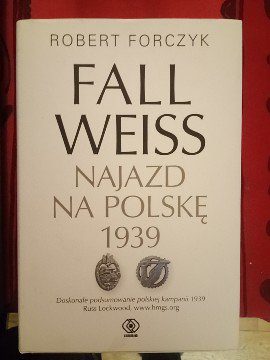 ROBERT FORCZYK
FALL
WEISS
NAJAZD
NA POLSKĘ
1939
Doskonałe podsumowanie polskiej kampanii 1939
Russ Lockwood, www.hmgs.org